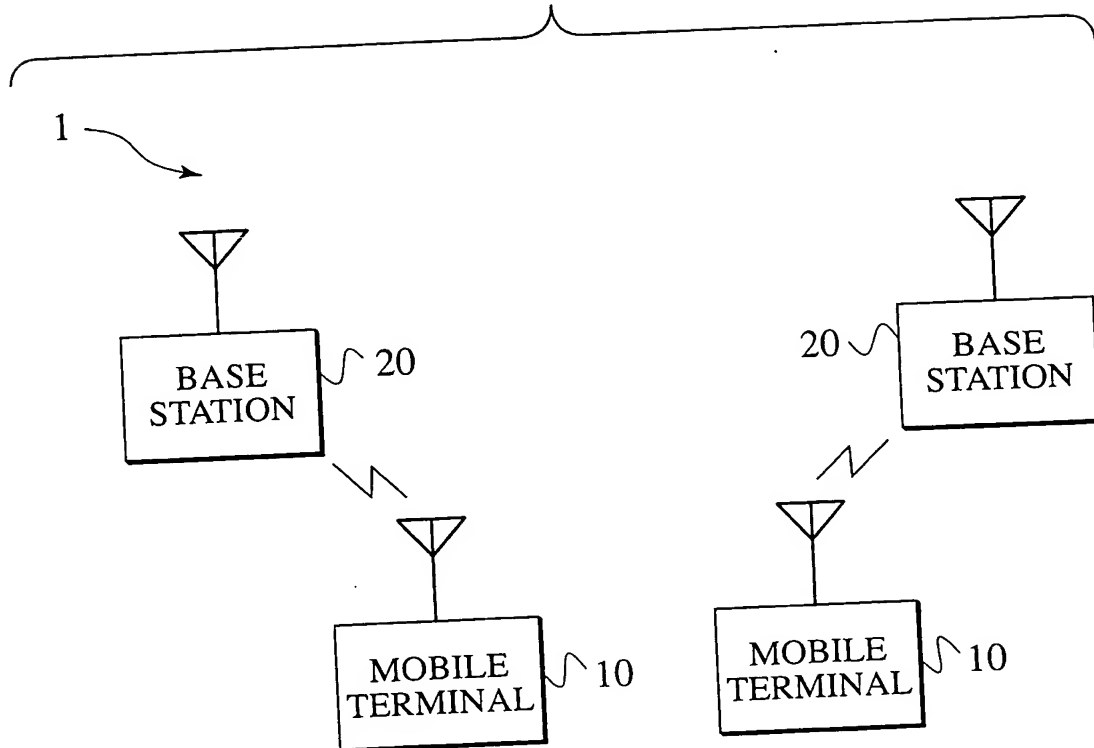 1
BASE
STATION
20
20
BASE
STATION
MOBILE
TERMINAL
10
MOBILE
TERMINAL
10